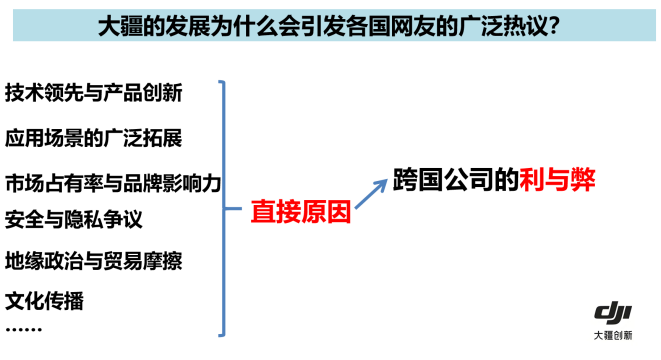 大疆的发展为什么会引发各国网友的广泛热议？
技术领先与产品创新
应用场景的广泛拓展
市场占有率与品牌影响力
安全与隐私争议
地缘政治与贸易摩擦
文化传播
……
直接原因
跨国公司的利与弊
dji
大疆创新